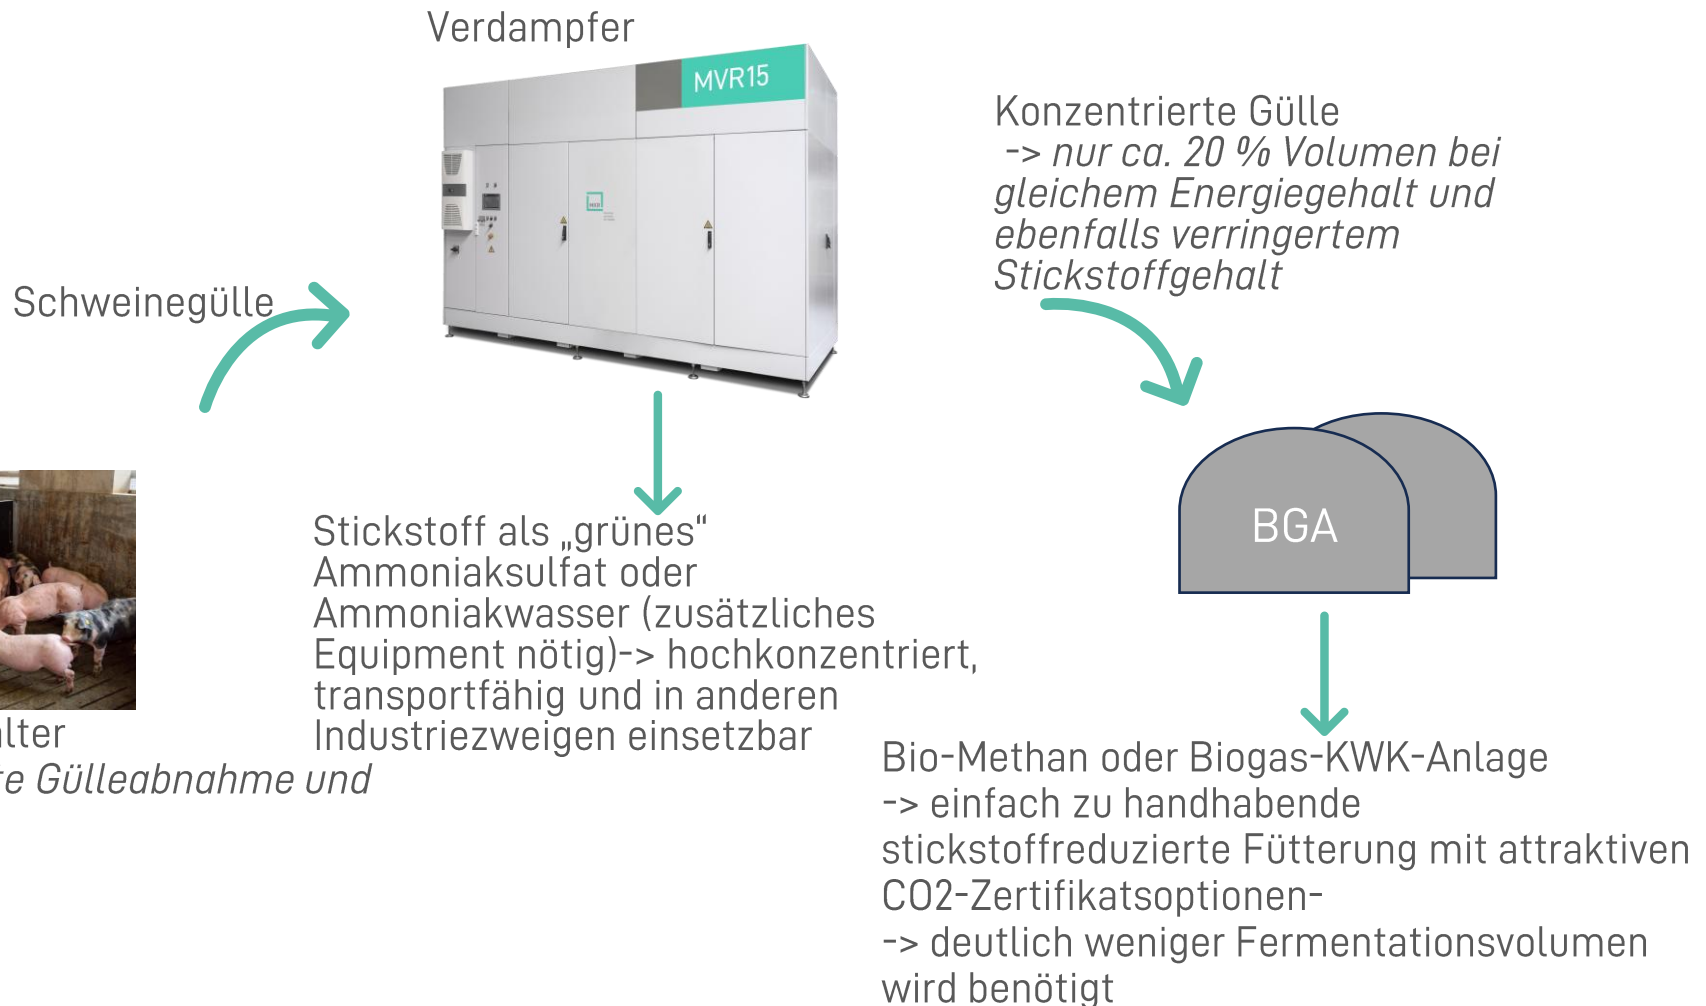 Verdampfer
MVR15
Konzentrierte Gülle
-> nur ca. 20 % Volumen bei
gleichem Energiegehalt und
ebenfalls verringertem
Stickstoffgehalt
Schweinegülle
BGA
Stickstoff als „grünes“
Ammoniaksulfat oder
Ammoniakwasser (zusätzliches
Equipment nötig)-> hochkonzentriert,
transportfähig und in anderen
Industriezweigen einsetzbar
Gülleabnahme und
Bio-Methan oder Biogas-KWK-Anlage
-> einfach zu handhabende
stickstoffreduzierte Fütterung mit attraktiven
CO2-Zertifikatsoptionen-
-> deutlich weniger Fermentationsvolumen
wird benötigt